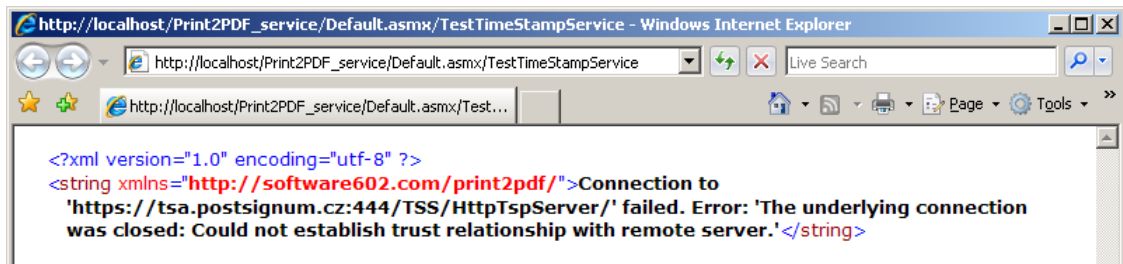 http://localhost/Print2PDF_service/Default.asmx/TestTimeStampService - Windows Internet Explorer
http://localhost/Print2PDF_service/Default.asmx/TestTimeStampService
Live Search
http://localhost/Print2PDF_service/Default.asmx/Test...
Page
Tools
<?xml version="1.0" encoding="utf-8" ?>
<string xmlns="http://software602.com/print2pdf/">Connection to
'https://tsa.postsignum.cz:444/TSS/HttpTspServer/' failed. Error: 'The underlying connection
was closed: Could not establish trust relationship with remote server.'</string>